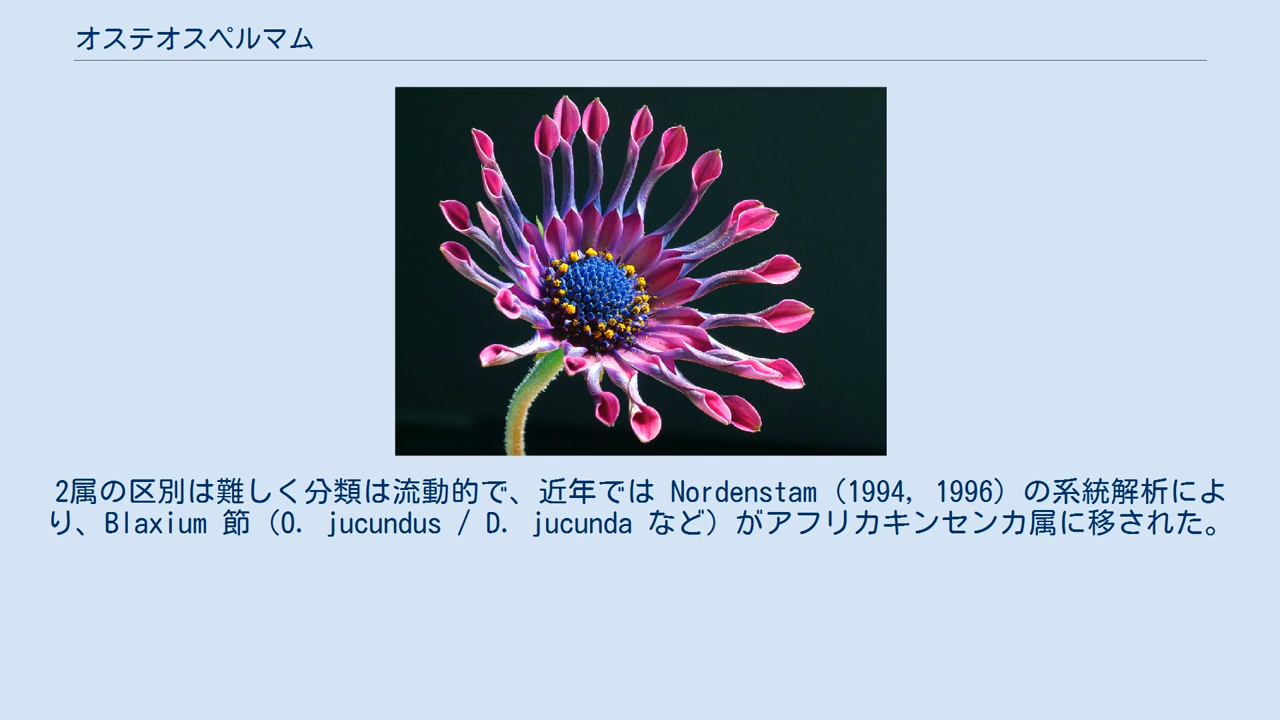 オステオスペルマム
2属の区別は難しく分類は流動的で、近年では Nordenstam（1994, 1996）の系統解析によ
り、Blaxium 節（O. jucundus / D. jucunda など）がアフリカキンセンカ属に移された。